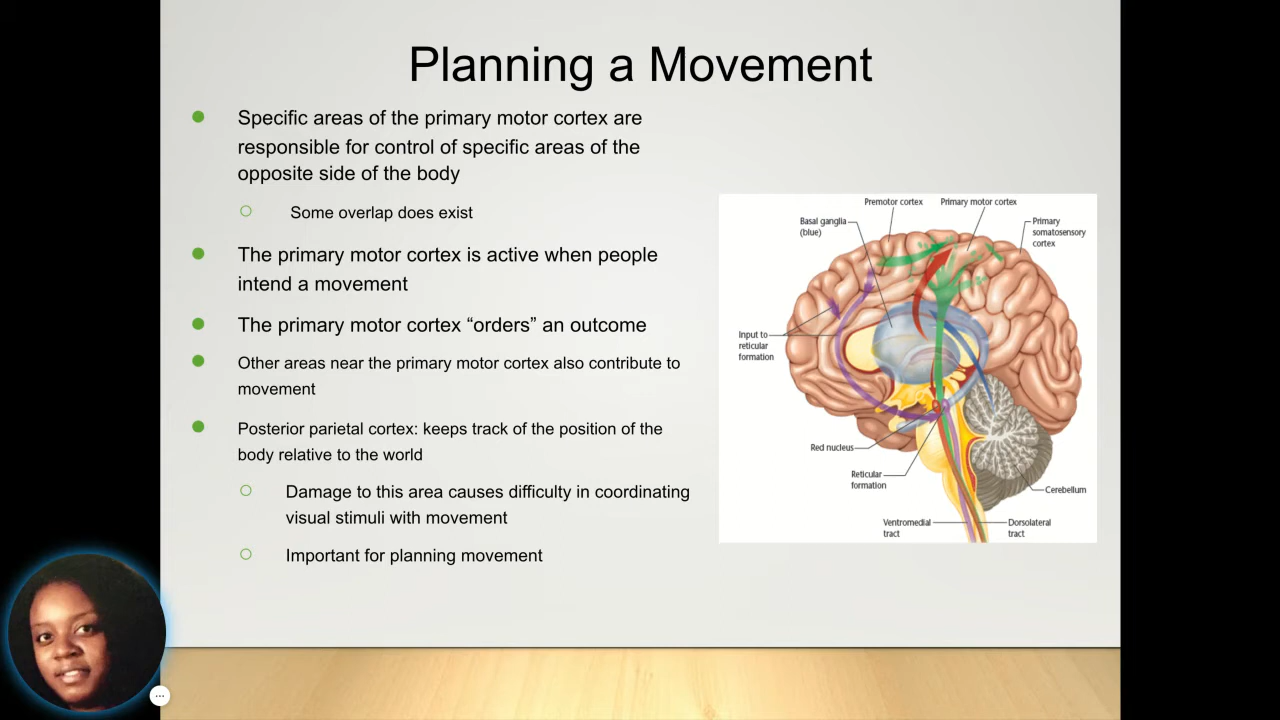 Planning a Movement
Specific areas of the primary motor cortex are
responsible for control of specific areas of the
opposite side of the body
Some overlap does exist
The primary motor cortex is active when people
intend a movement
The primary motor cortex “orders” an outcome
Other areas near the primary motor cortex also contribute to
movement
Posterior parietal cortex: keeps track of the position of the
body relative to the world
Damage to this area causes difficulty in coordinating
visual stimuli with movement
Important for planning movement
Premotor cortex
Primary motor cortex
Basal ganglia
(blue)
Primary
somatosensory
cortex
Input to
reticular
formation
Red nucleus
Reticular
formation
Cerebellum
Ventromedial
tract
Dorsolateral
tract